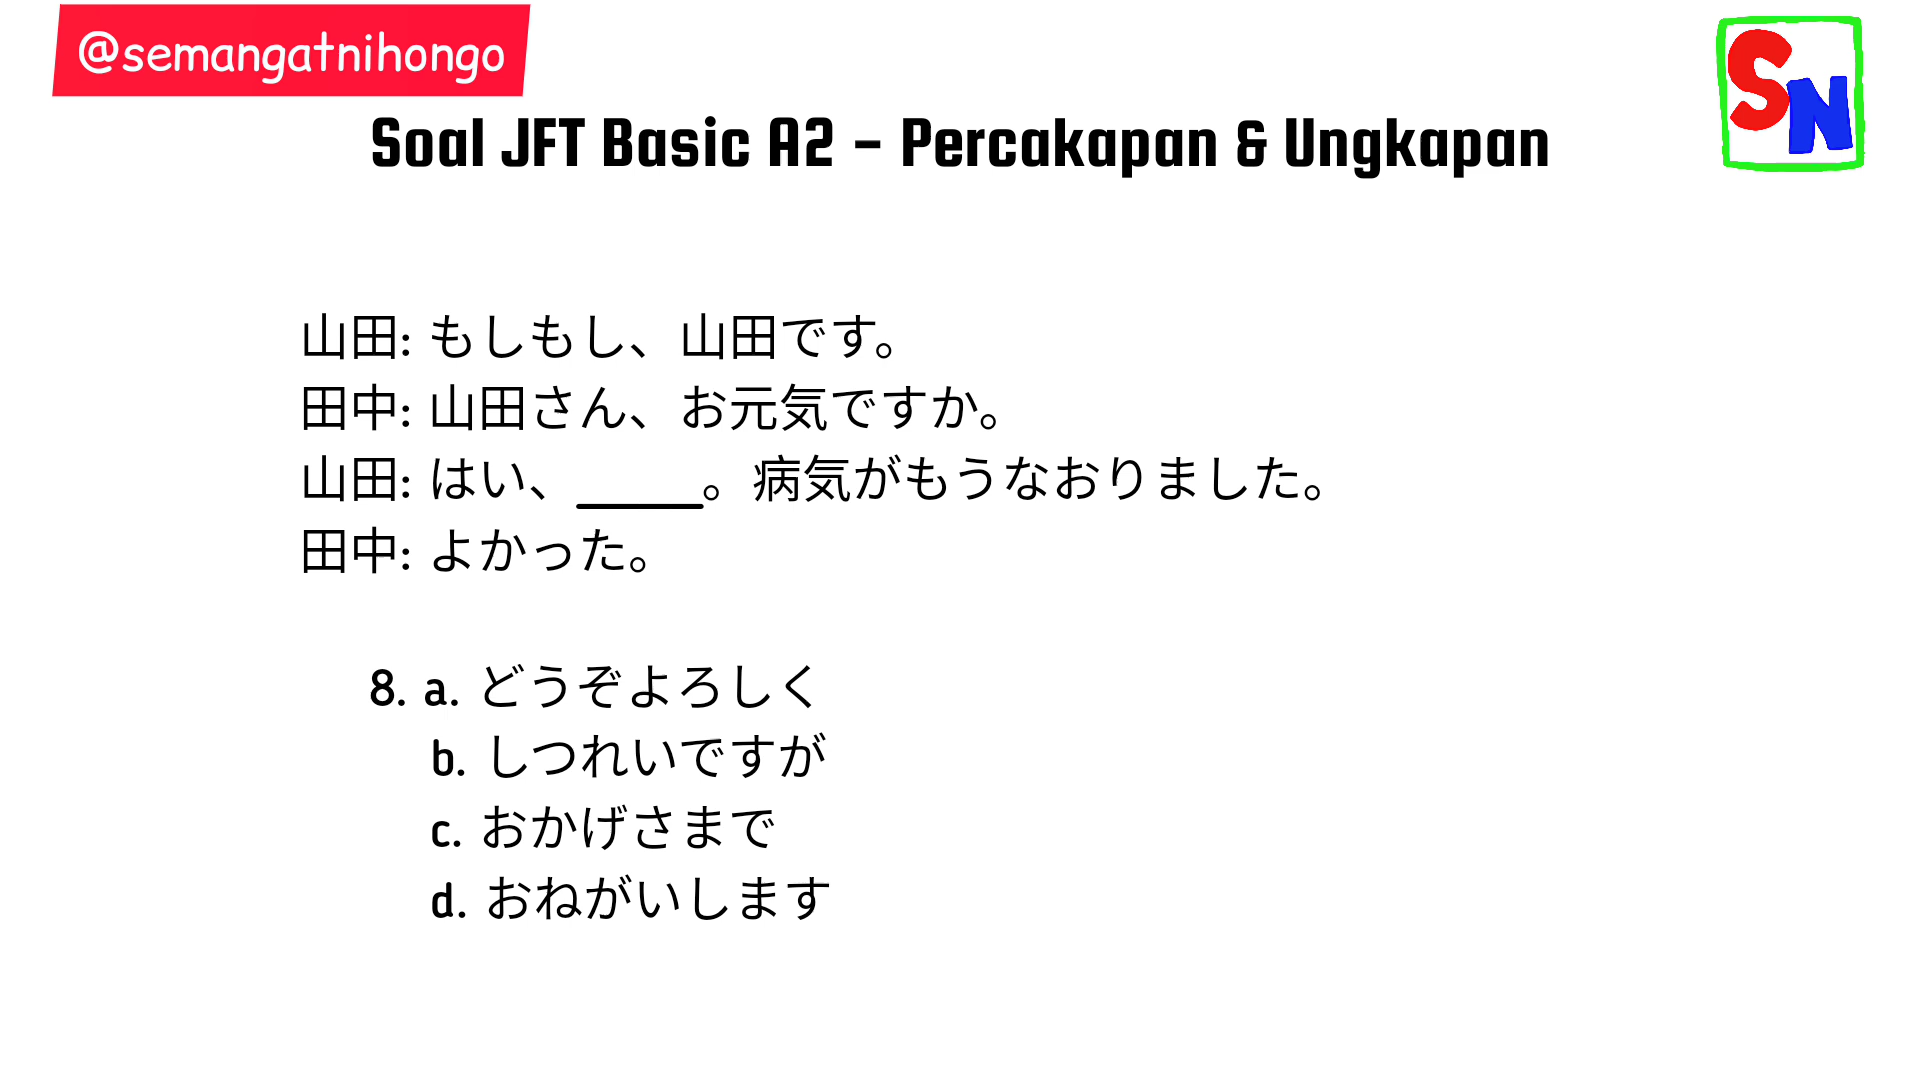 @semangatnihongo
SN
Soal JFT Basic A2 - Percakapan & Ungkapan
山田: もしもし、山田です。
田中: 山田さん、お元気ですか。
山田: はい、_____。病気がもうなおりました。
田中: よかった。
8. a. どうぞよろしく
b. しつれいですが
c. おかげさまで
d. おねがいします